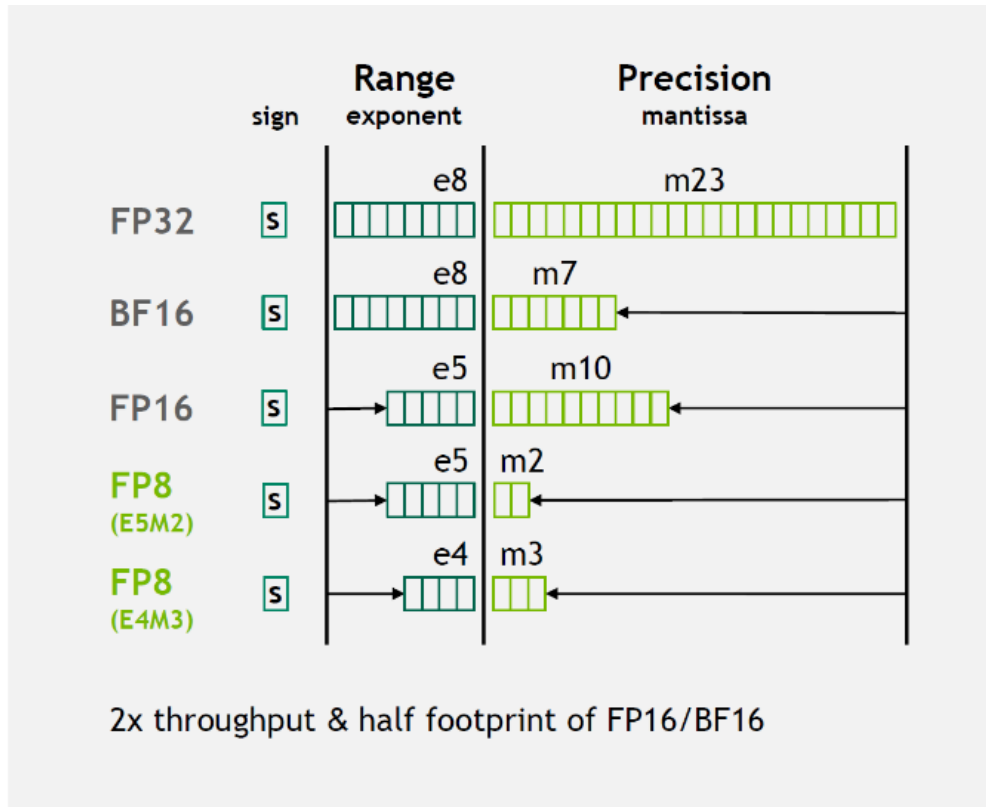 Range Precision
sign exponent mantissa
e8 m23
FP32 s
e8 m7
BF16 s
e5 m10
FP16 s
e5 m2
FP8 s
(E5M2)
e4 m3
FP8 s
(E4M3)
2x throughput & half footprint of FP16/BF16